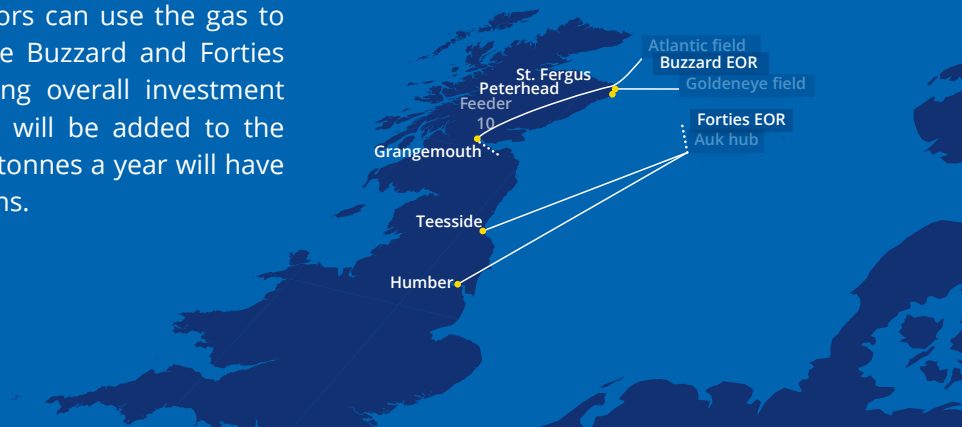 ors can use the gas to
e Buzzard and Forties
ng overall investment
will be added to the
tonnes a year will have
ns.
Atlantic field
Buzzard EOR
St. Fergus
Goldeneye field
Peterhead
Feeder
10
Forties EOR
Auk hub
Grangemouth
Teesside
Humber